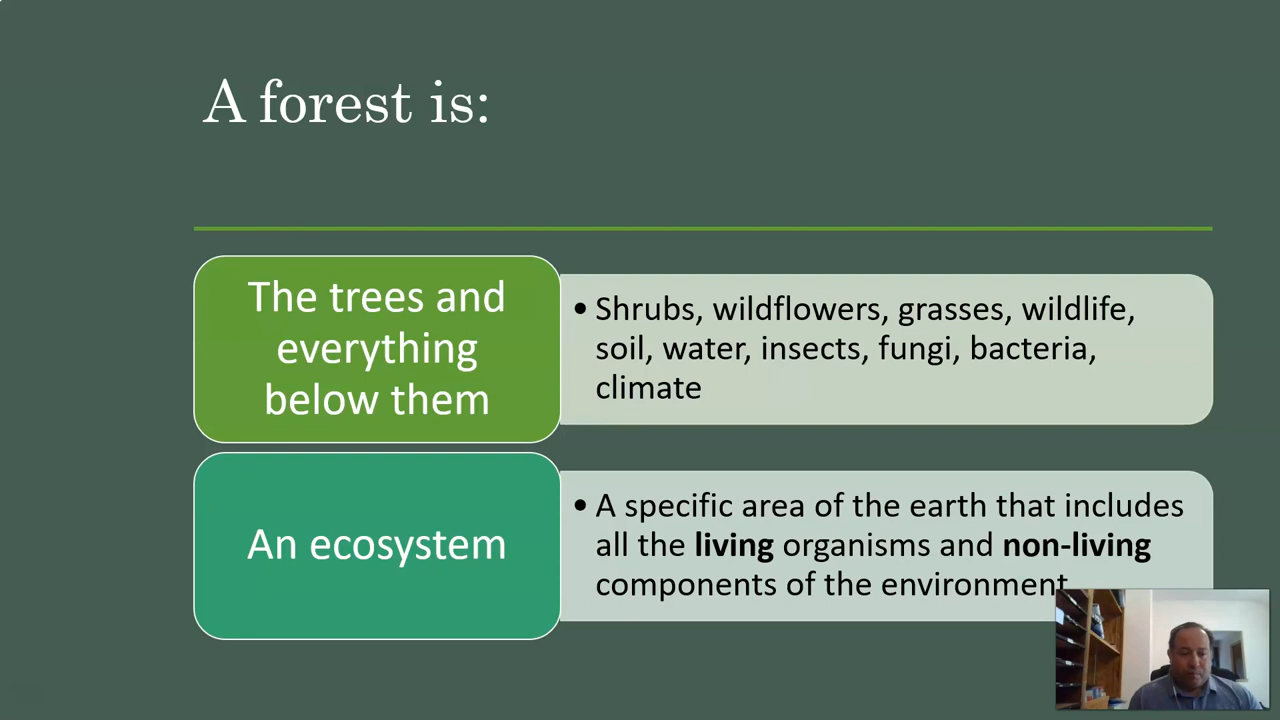 A forest is:
The trees and
everything
below them
• Shrubs, wildflowers, grasses, wildlife,
soil, water, insects, fungi, bacteria,
climate
An ecosystem
• A specific area of the earth that includes
all the living organisms and non-living
components of the environment